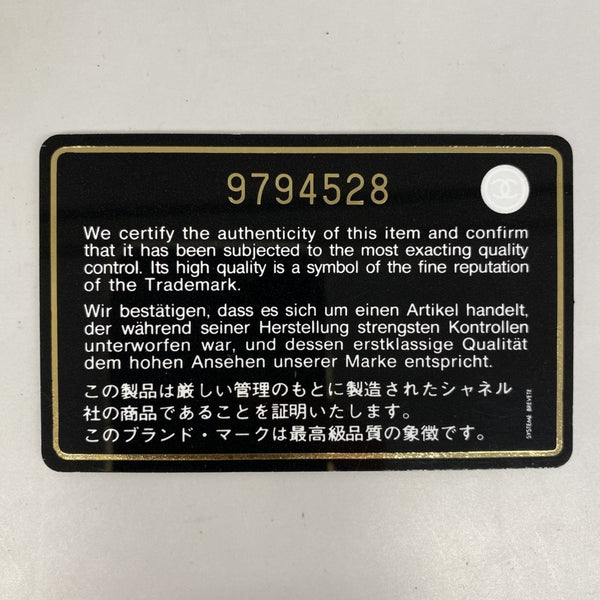 9794528
We certify the authenticity of this item and confirm
that it has been subjected to the most exacting quality
control. Its high quality is a symbol of the fine reputation
of the Trademark.
Wir bestätigen, dass es sich um einen Artikel handelt,
der während seiner Herstellung strengsten Kontrollen
unterworfen war, und dessen erstklassige Qualität
dem hohen Ansehen unserer Marke entspricht.
この製品は厳しい管理のもとに製造されたシャネル
社の商品であることを証明いたします。
このブランド・マークは最高級品質の象徴です。
SYSTEME BREVETE